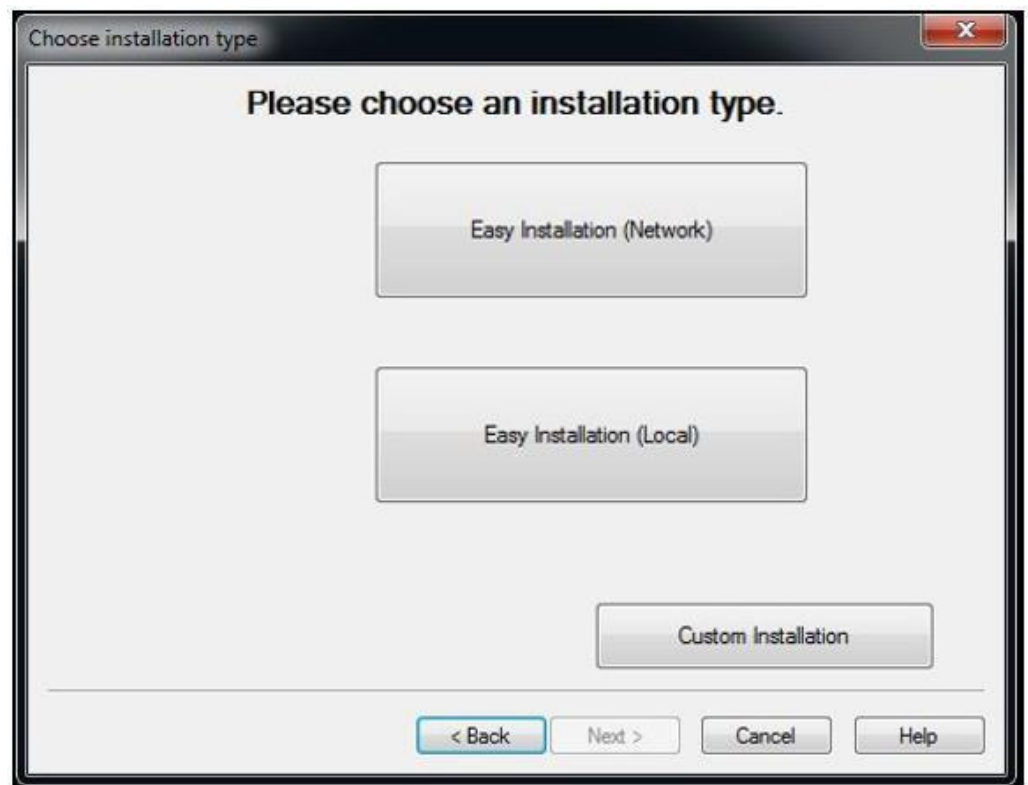 Choose installation type
Please choose an installation type.
Easy Installation (Network)
Easy Installation (Local)
Custom Installation
< Back Next > Cancel Help